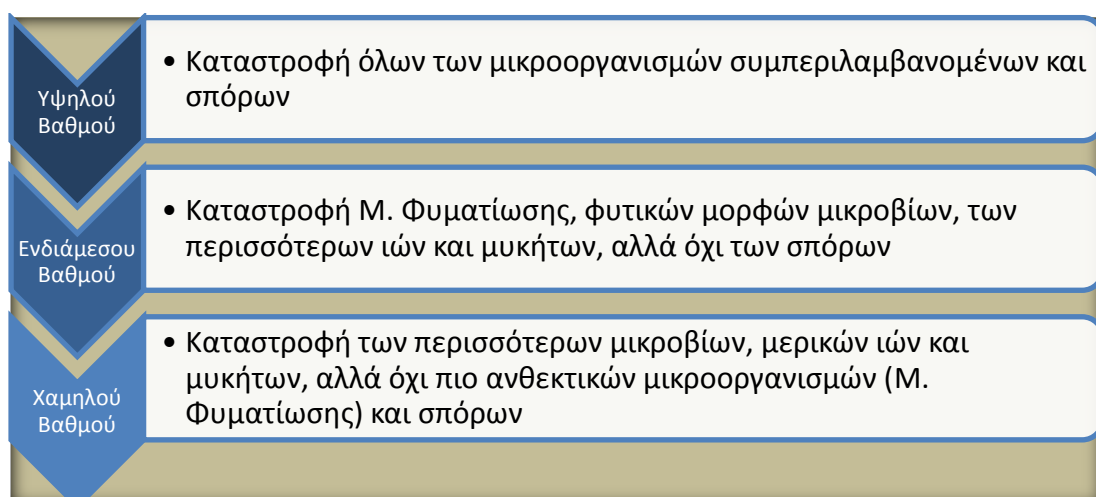 Υψηλού
Βαθμού
• Καταστροφή όλων των μικροοργανισμών συμπεριλαμβανομένων και
σπόρων
Ενδιάμεσου
Βαθμού
• Καταστροφή Μ. Φυματίωσης, φυτικών μορφών μικροβίων, των
περισσότερων ιών και μυκήτων, αλλά όχι των σπόρων
Χαμηλού
Βαθμού
• Καταστροφή των περισσότερων μικροβίων, μερικών ιών και
μυκήτων, αλλά όχι πιο ανθεκτικών μικροοργανισμών (Μ.
Φυματίωσης) και σπόρων